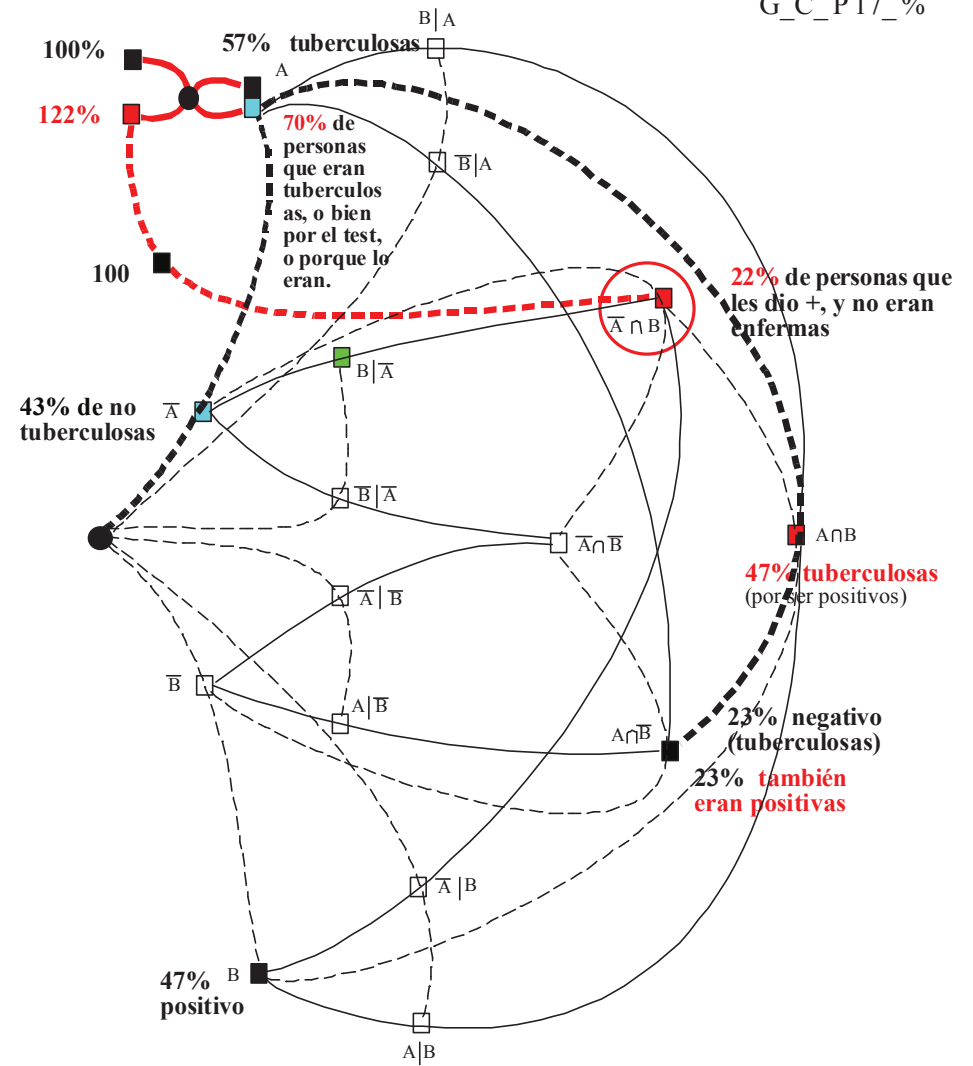 G_C_P17_%
B|A
57% tuberculosas
100%
A
122%
70% de
personas
que eran
tuberculos
as, o bien
por el test,
o porque lo
eran.
B̅|A
100
22% de personas que
les dio +, y no eran
enfermas
A̅ ∩ B
B|A̅
43% de no
tuberculosas
A̅
B̅|A̅
A̅∩B̅
A∩B
47% tuberculosas
(por ser positivos)
A̅|B̅
B̅
A|B̅
A∩B̅
23% negativo
(tuberculosas)
23% también
eran positivas
A̅|B
47%
positivo
B
A|B